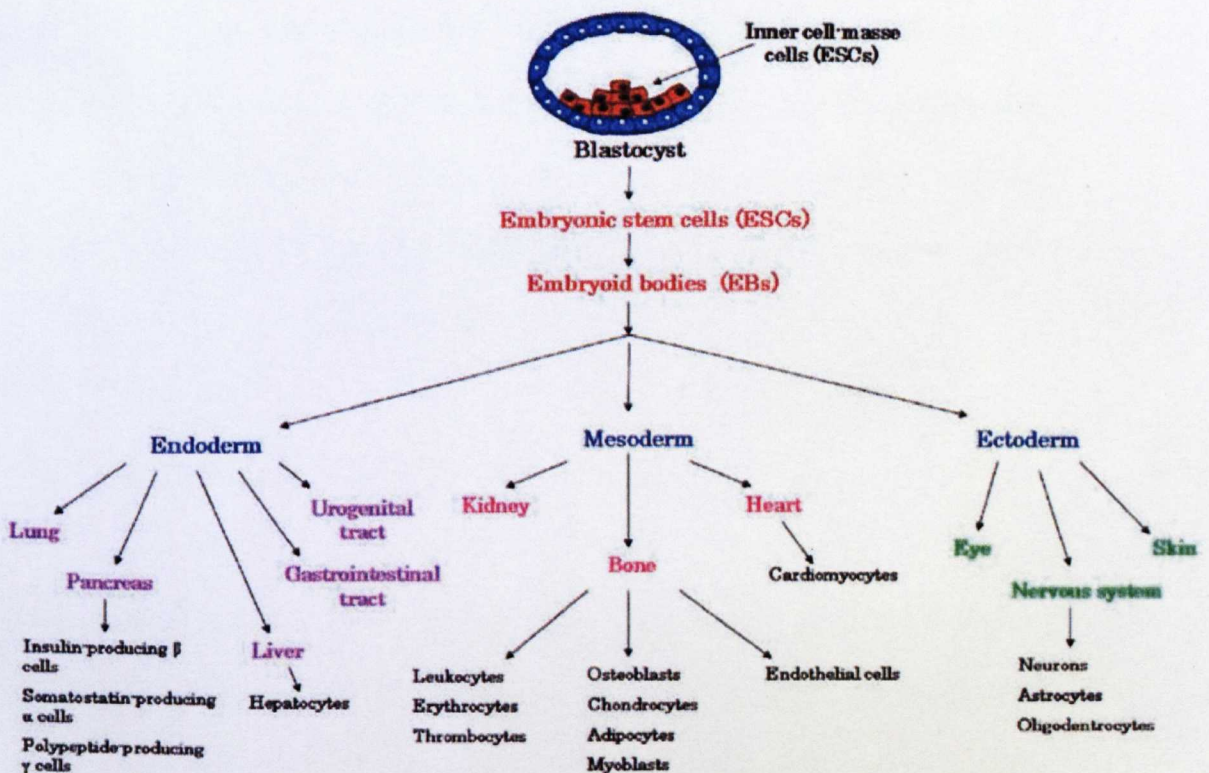 Inner cell-masse
cells (ESCs)
Blastocyst
Embryonic stem cells (ESCs)
Embryoid bodies (EBs)
Endoderm
Mesoderm
Ectoderm
Lung
Pancreas
Insulin-producing β
cells
Somatostatin-producing
α cells
Polypeptide-producing
γ cells
Liver
Hepatocytes
Gastrointestinal
tract
Urogenital
tract
Kidney
Bone
Leukocytes
Erythrocytes
Thrombocytes
Osteoblasts
Chondrocytes
Adipocytes
Myoblasts
Endothelial cells
Heart
Cardiomyocytes
Eye
Nervous system
Neurons
Astrocytes
Oligodentrocytes
Skin